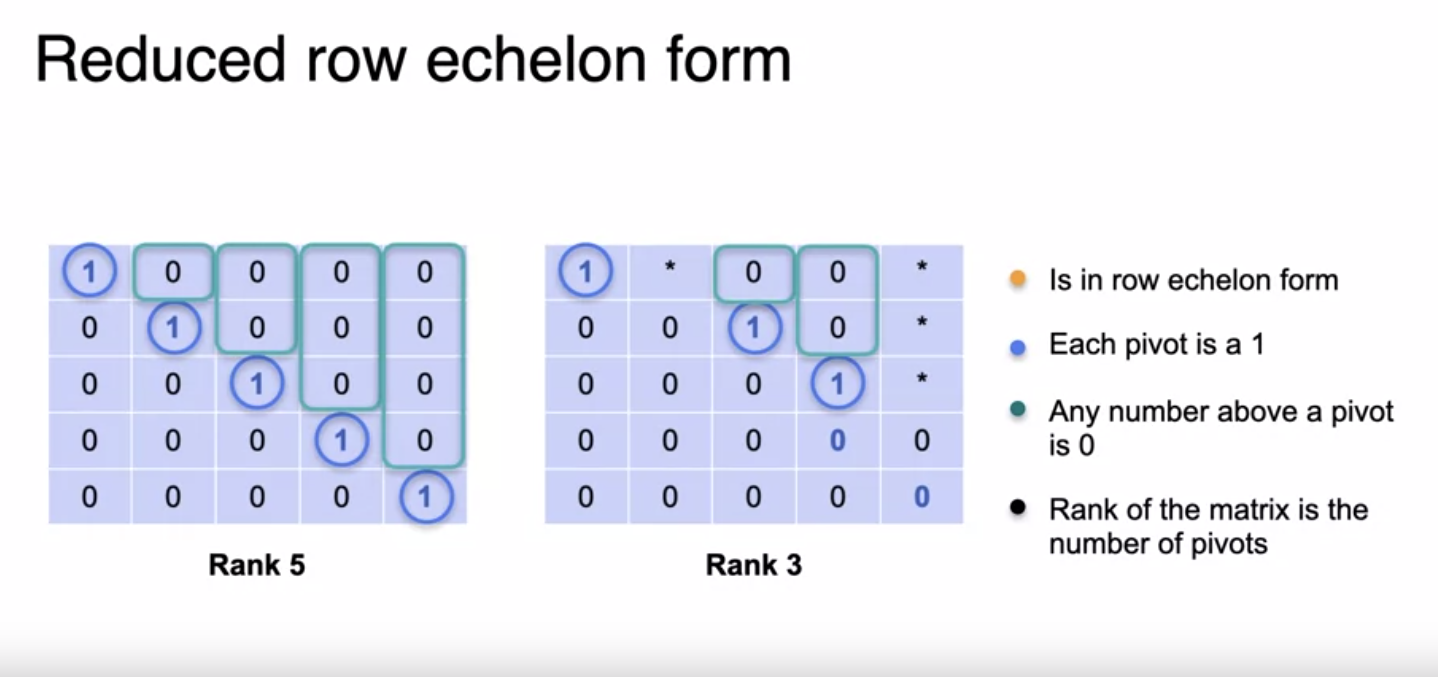 Reduced row echelon form
1 0 0 0 0
0 1 0 0 0
0 0 1 0 0
0 0 0 1 0
0 0 0 0 1
Rank 5
1 * 0 0 *
0 0 1 0 *
0 0 0 1 *
0 0 0 0 0
0 0 0 0 0
Rank 3
Is in row echelon form
Each pivot is a 1
Any number above a pivot
is 0
Rank of the matrix is the
number of pivots